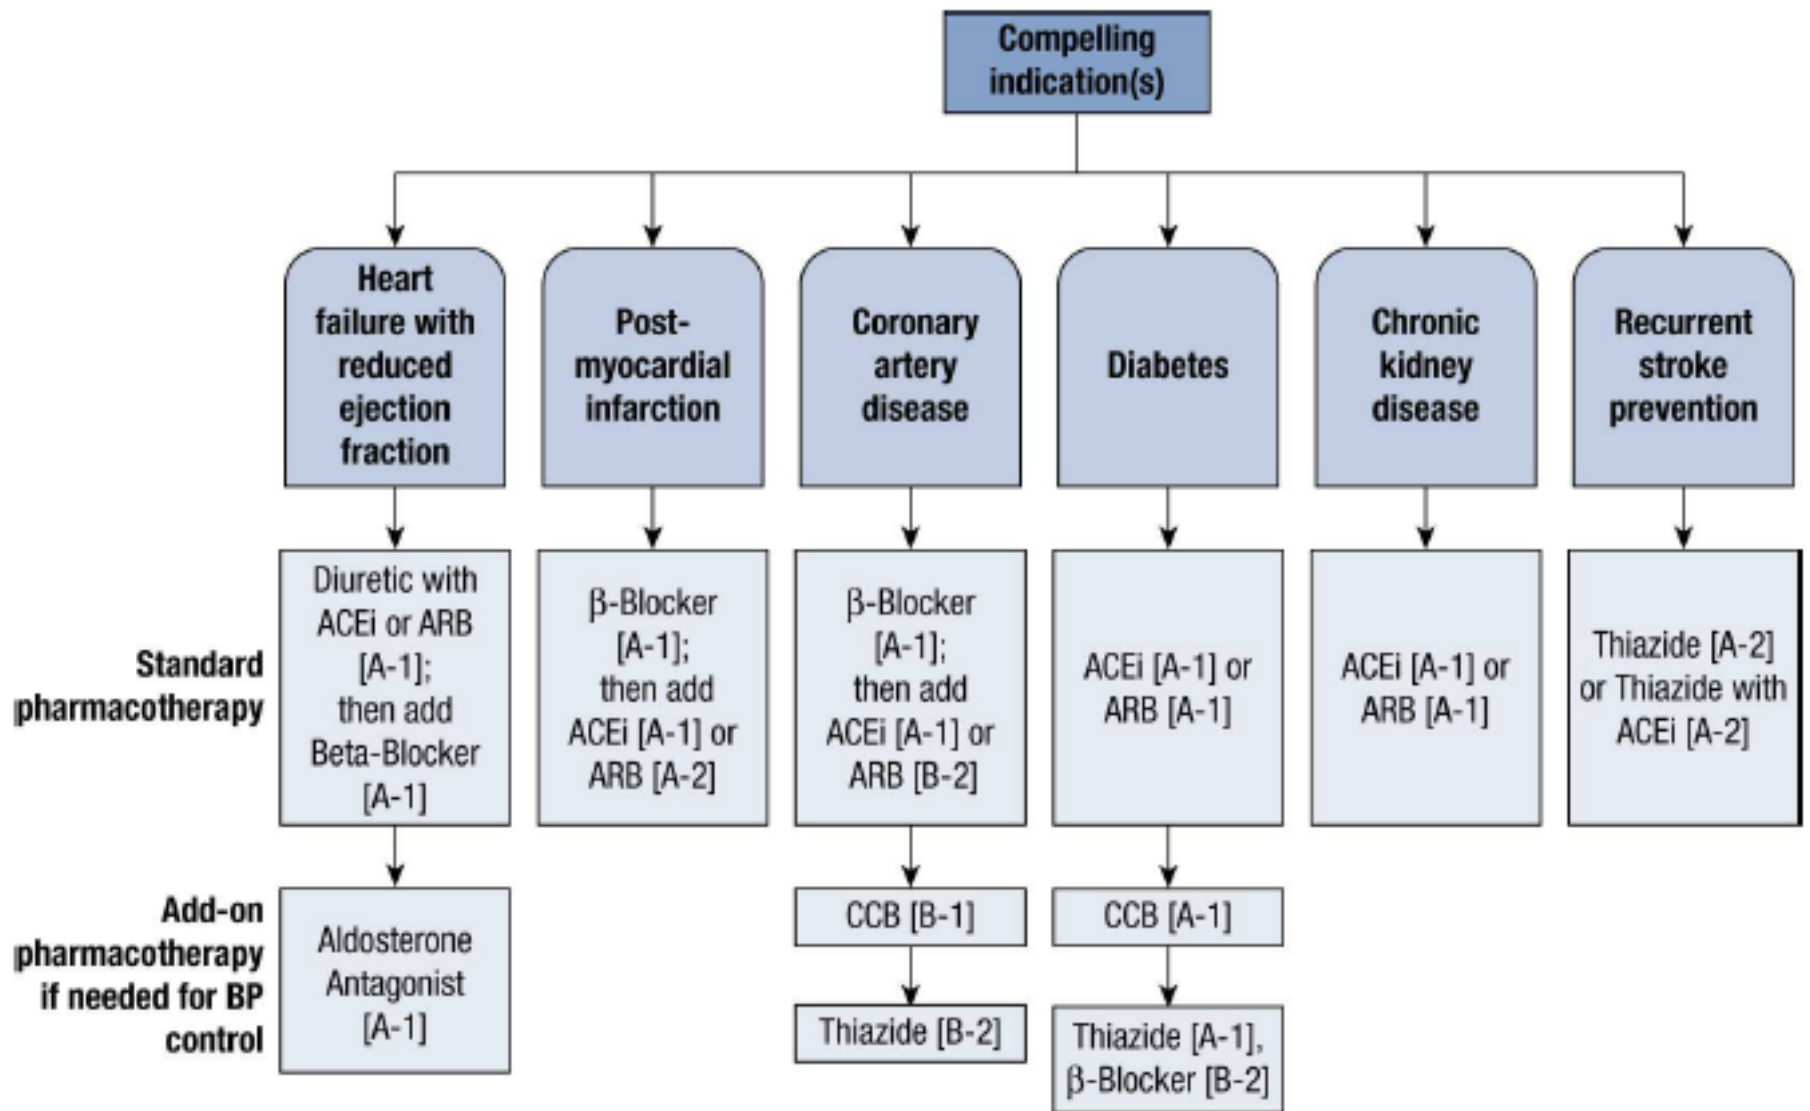 Compelling
indication(s)
Heart
failure with
reduced
ejection
fraction
Post-
myocardial
infarction
Coronary
artery
disease
Diabetes
Chronic
kidney
disease
Recurrent
stroke
prevention
Standard
pharmacotherapy
Diuretic with
ACEi or ARB
[A-1];
then add
Beta-Blocker
[A-1]
β-Blocker
[A-1];
then add
ACEi [A-1] or
ARB [A-2]
β-Blocker
[A-1];
then add
ACEi [A-1] or
ARB [B-2]
ACEi [A-1] or
ARB [A-1]
ACEi [A-1] or
ARB [A-1]
Thiazide [A-2]
or Thiazide with
ACEi [A-2]
Add-on
pharmacotherapy
if needed for BP
control
Aldosterone
Antagonist
[A-1]
CCB [B-1]
Thiazide [B-2]
CCB [A-1]
Thiazide [A-1],
β-Blocker [B-2]